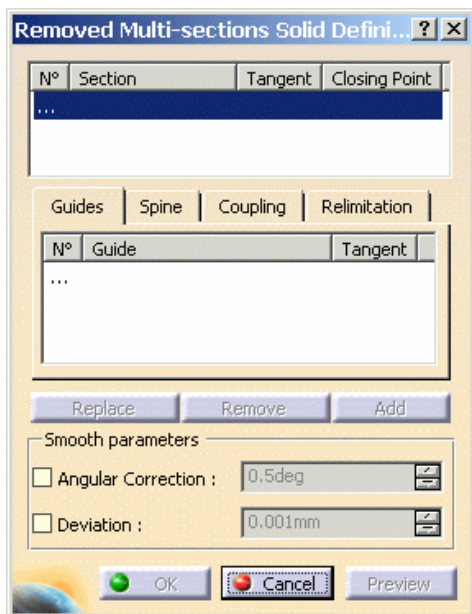 Removed Multi-sections Solid Defini... ? X
N° Section Tangent Closing Point
...
Guides Spine Coupling Relimitation
N° Guide Tangent
...
Replace Remove Add
Smooth parameters
Angular Correction : 0.5deg
Deviation : 0.001mm
OK Cancel Preview